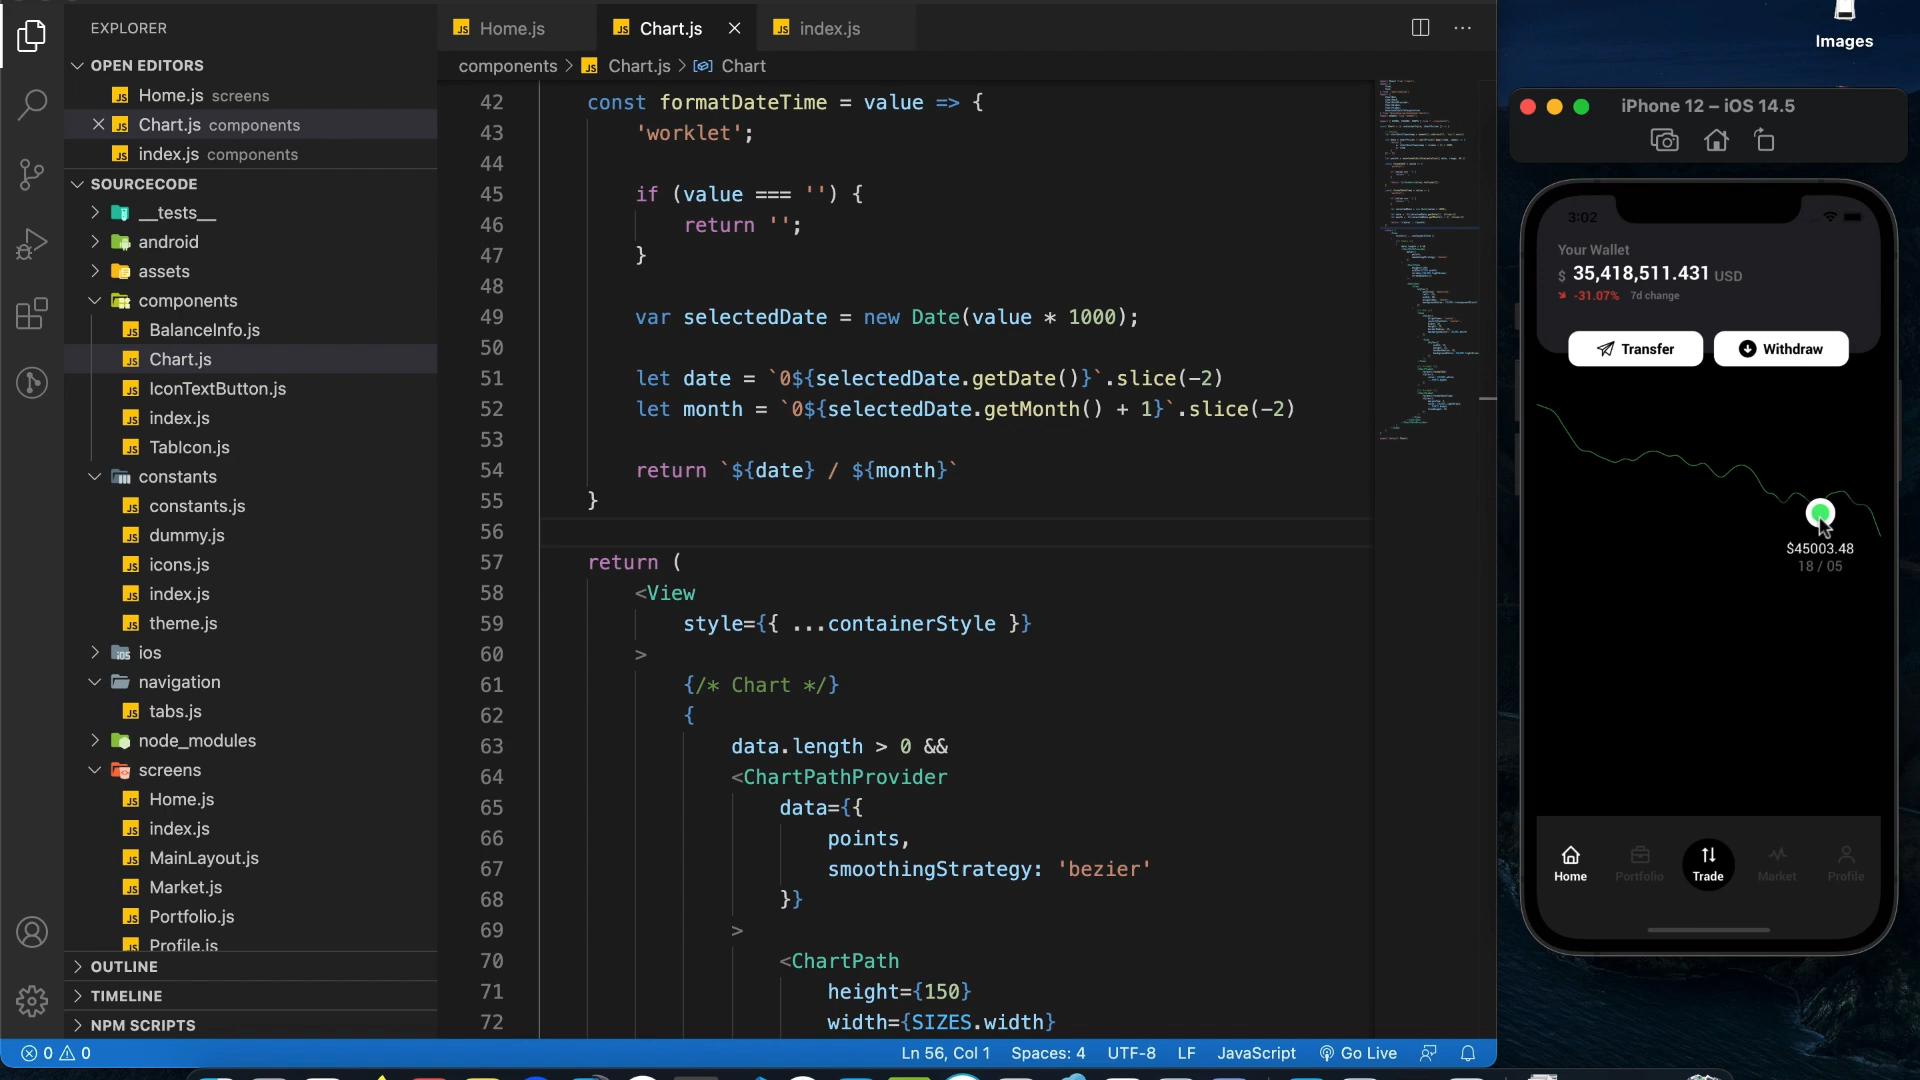 EXPLORER
OPEN EDITORS
Home.js screens
Chart.js components
index.js components
SOURCECODE
__tests__
android
assets
components
BalanceInfo.js
Chart.js
IconTextButton.js
index.js
TabIcon.js
constants
constants.js
dummy.js
icons.js
index.js
theme.js
ios
navigation
tabs.js
node_modules
screens
Home.js
index.js
MainLayout.js
Market.js
Portfolio.js
Profile.js
OUTLINE
TIMELINE
NPM SCRIPTS
Home.js Chart.js index.js
components > Chart.js > Chart
42 const formatDateTime = value => {
43 'worklet';
44
45 if (value === '') {
46 return '';
47 }
48
49 var selectedDate = new Date(value * 1000);
50
51 let date = `0${selectedDate.getDate()}`.slice(-2)
52 let month = `0${selectedDate.getMonth() + 1}`.slice(-2)
53
54 return `${date} / ${month}`
55 }
56
57 return (
58 <View
59 style={{ ...containerStyle }}
60 >
61 {/* Chart */}
62 {
63 data.length > 0 &&
64 <ChartPathProvider
65 data={{
66 points,
67 smoothingStrategy: 'bezier'
68 }}
69 >
70 <ChartPath
71 height={150}
72 width={SIZES.width}
0 0
Ln 56, Col 1 Spaces: 4 UTF-8 LF JavaScript Go Live
Images
iPhone 12 – iOS 14.5
3:02
Your Wallet
$ 35,418,511.431 USD
-31.07% 7d change
Transfer Withdraw
$45003.48
18 / 05
Home Portfolio Trade Market Profile